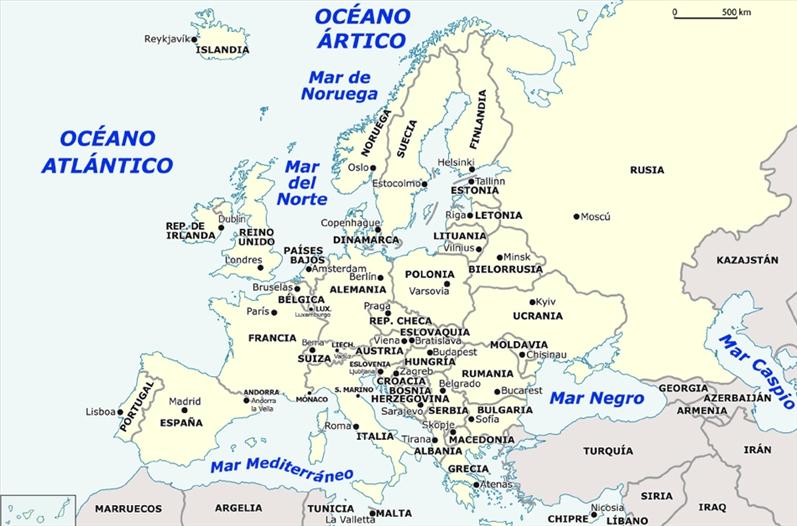 OCÉANO
ÁRTICO
0 500 km
Reykjavík
ISLANDIA
Mar de
Noruega
OCÉANO
ATLÁNTICO
Mar
del
Norte
NORUEGA
SUECIA
FINLANDIA
Oslo
Estocolmo
Helsinki
Tallinn
ESTONIA
RUSIA
Moscú
Riga
LETONIA
LITUANIA
Vilnius
Minsk
BIELORRUSIA
KAZAJSTÁN
Copenhague
DINAMARCA
Dublin
REP. DE
IRLANDA
REINO
UNIDO
Londres
PAÍSES
BAJOS
Amsterdam
Berlín
ALEMANIA
POLONIA
Varsovia
Bruselas
BÉLGICA
LUX.
Luxemburgo
Praga
REP. CHECA
Kyiv
UCRANIA
París
FRANCIA
ESLOVAQUIA
Viena
Bratislava
LIECH.
Vaduz
Berna
SUIZA
AUSTRIA
Budapest
HUNGRÍA
MOLDAVIA
Chisinau
ESLOVENIA
Ljubljana
Zagreb
CROACIA
RUMANIA
Bucarest
Belgrado
BOSNIA
HERZEGOVINA
Sarajevo
SERBIA
BULGARIA
Sofía
Mar Negro
Mar Caspio
GEORGIA
AZERBAIJÁN
ARMENIA
ANDORRA
Andorra
la Vella
MÓNACO
S. MARINO
PORTUGAL
Lisboa
Madrid
ESPAÑA
Roma
ITALIA
Skopje
MACEDONIA
Tirana
ALBANIA
GRECIA
Atenas
TURQUÍA
IRÁN
Mar Mediterráneo
SIRIA
IRAQ
Nicosia
CHIPRE
LÍBANO
MARRUECOS
ARGELIA
TUNICIA
La Valletta
MALTA